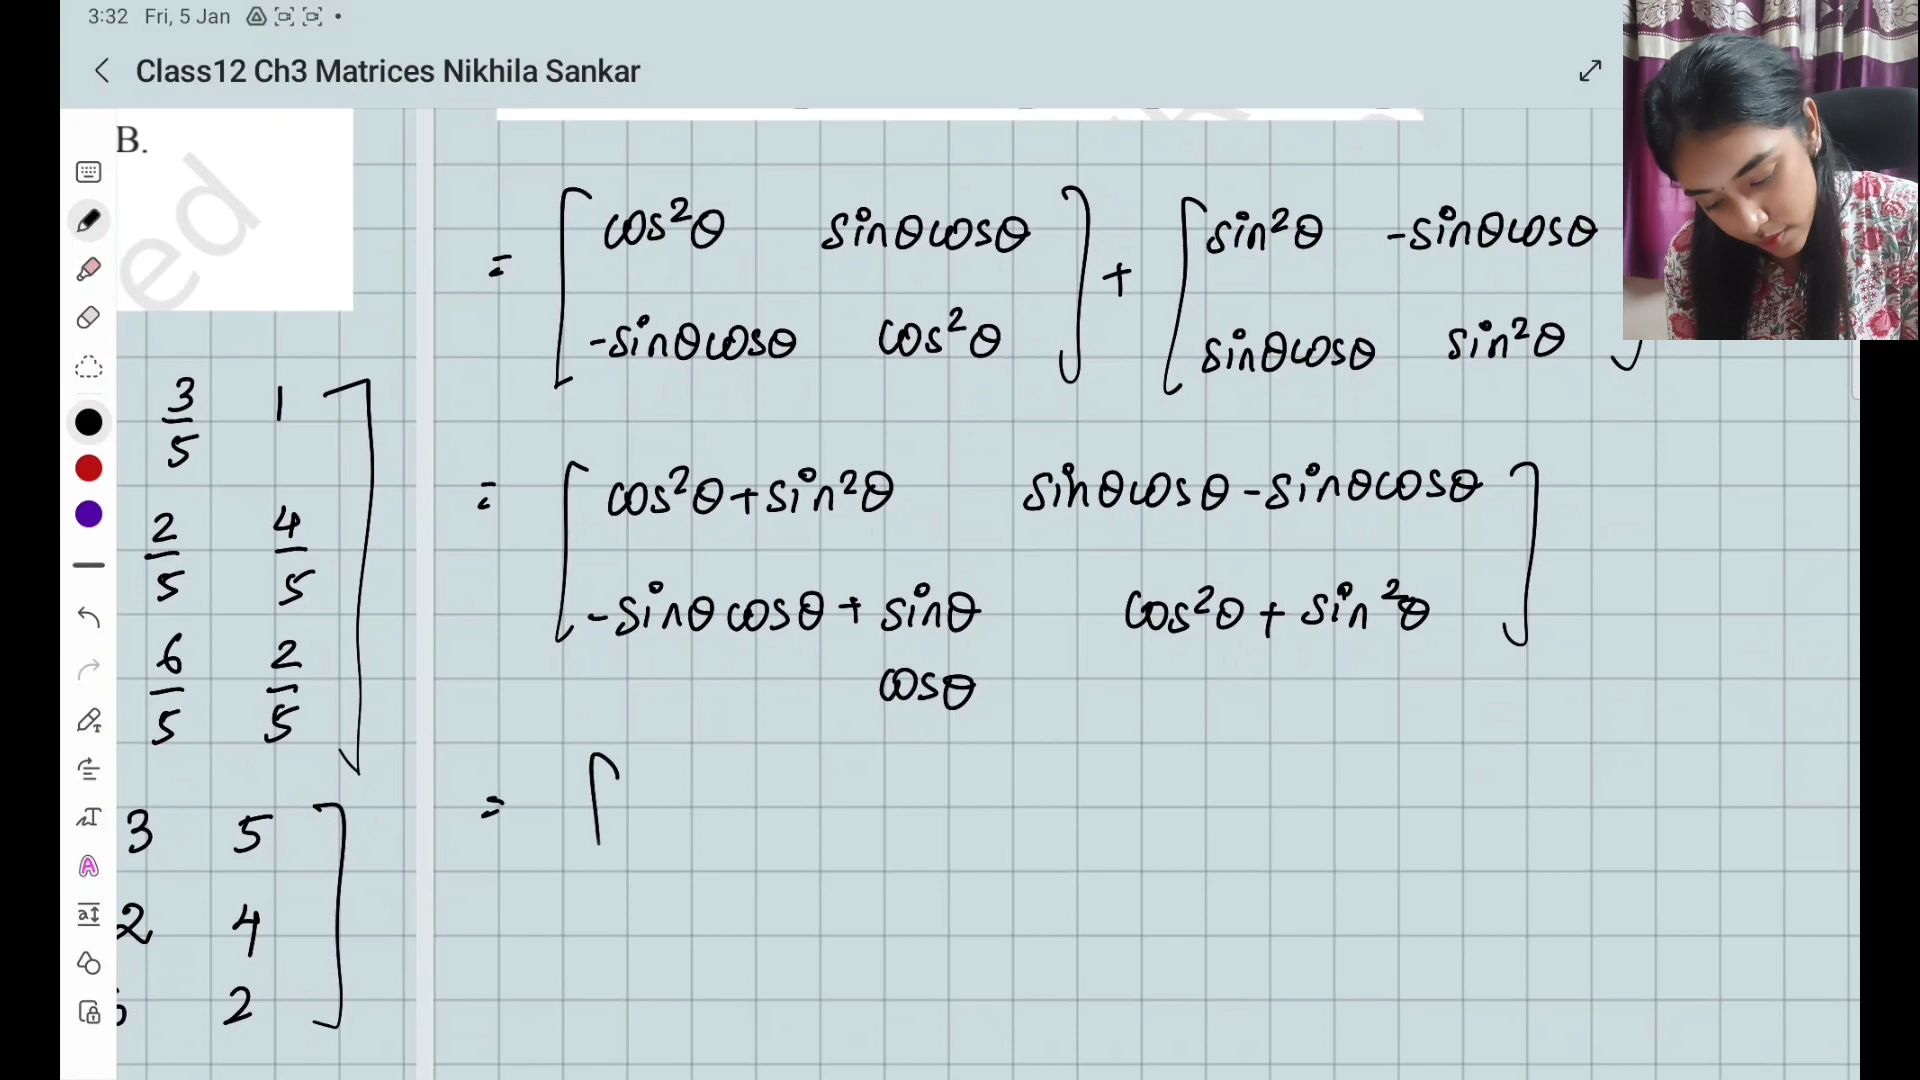 3:32 Fri, 5 Jan
Class12 Ch3 Matrices Nikhila Sankar
B.
ed
3/5 1
2/5 4/5
6/5 2/5
3 5
2 4
2
= [ cos²θ sinθcosθ ] + [ sin²θ -sinθcosθ
-sinθcosθ cos²θ sinθcosθ sin²θ ]
= [ cos²θ+sin²θ sinθcosθ-sinθcosθ ]
-sinθcosθ + sinθ cos²θ + sin²θ
cosθ
= [